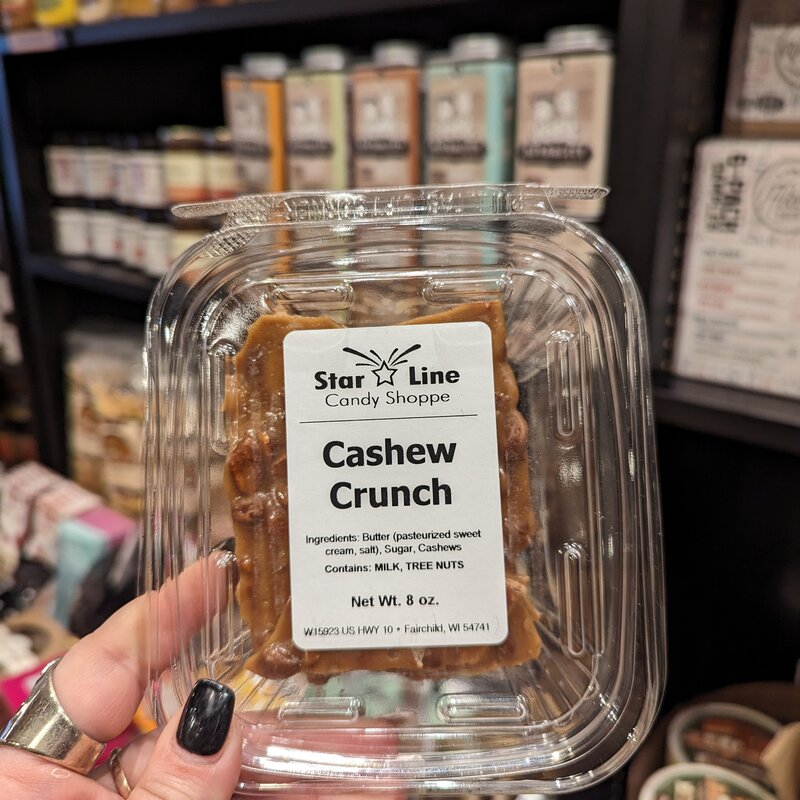 Star Line
Candy Shoppe
Cashew
Crunch
Ingredients: Butter (pasteurized sweet
cream, salt), Sugar, Cashews
Contains: MILK, TREE NUTS
Net Wt. 8 oz.
W15923 US HWY 10 • Fairchild, WI 54741